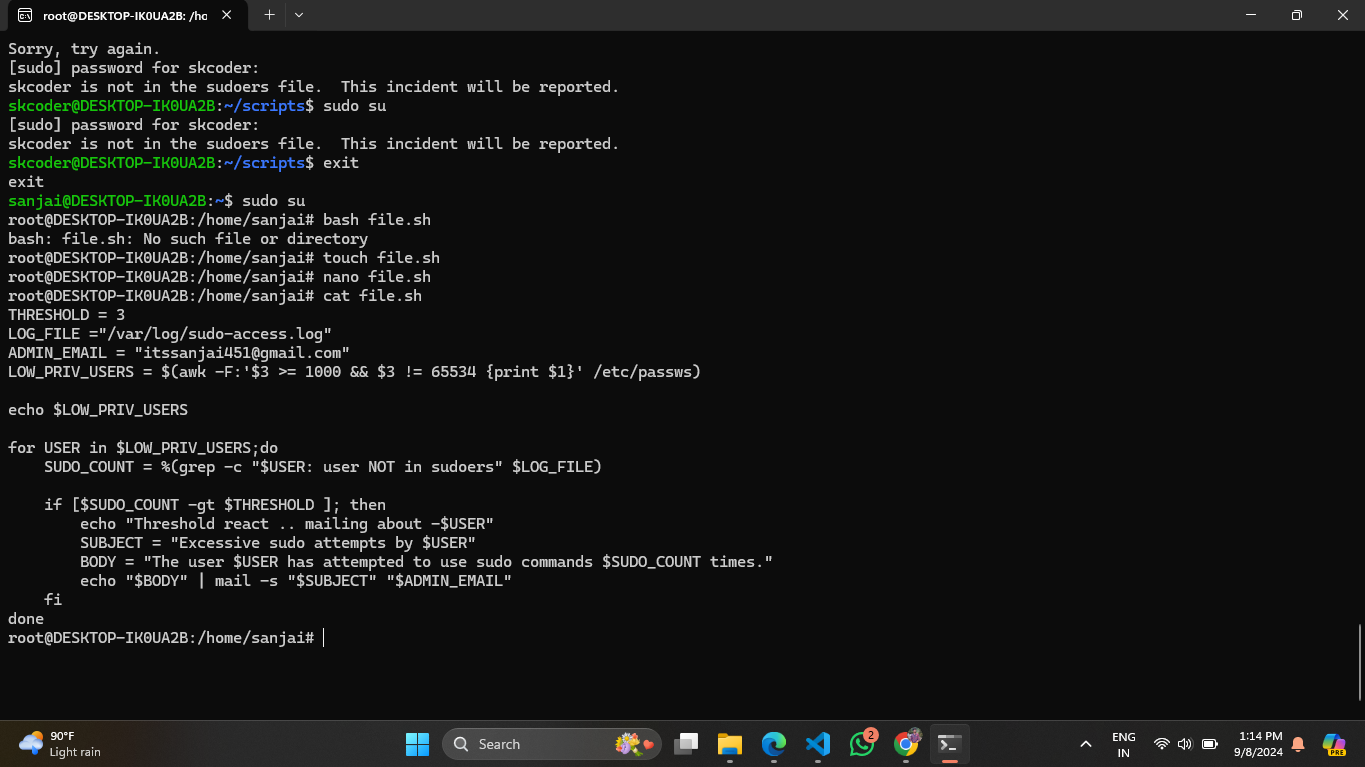 root@DESKTOP-IK0UA2B: /ho
Sorry, try again.
[sudo] password for skcoder:
skcoder is not in the sudoers file.  This incident will be reported.
skcoder@DESKTOP-IK0UA2B:~/scripts$ sudo su
[sudo] password for skcoder:
skcoder is not in the sudoers file.  This incident will be reported.
skcoder@DESKTOP-IK0UA2B:~/scripts$ exit
exit
sanjai@DESKTOP-IK0UA2B:~$ sudo su
root@DESKTOP-IK0UA2B:/home/sanjai# bash file.sh
bash: file.sh: No such file or directory
root@DESKTOP-IK0UA2B:/home/sanjai# touch file.sh
root@DESKTOP-IK0UA2B:/home/sanjai# nano file.sh
root@DESKTOP-IK0UA2B:/home/sanjai# cat file.sh
THRESHOLD = 3
LOG_FILE ="/var/log/sudo-access.log"
ADMIN_EMAIL = "itssanjai451@gmail.com"
LOW_PRIV_USERS = $(awk -F:'$3 >= 1000 && $3 != 65534 {print $1}' /etc/passws)

echo $LOW_PRIV_USERS

for USER in $LOW_PRIV_USERS;do
    SUDO_COUNT = %(grep -c "$USER: user NOT in sudoers" $LOG_FILE)

    if [$SUDO_COUNT -gt $THRESHOLD ]; then
        echo "Threshold react .. mailing about -$USER"
        SUBJECT = "Excessive sudo attempts by $USER"
        BODY = "The user $USER has attempted to use sudo commands $SUDO_COUNT times."
        echo "$BODY" | mail -s "$SUBJECT" "$ADMIN_EMAIL"
    fi
done
root@DESKTOP-IK0UA2B:/home/sanjai#
90°F
Light rain
Search
2
ENG
IN
1:14 PM
9/8/2024
PRE